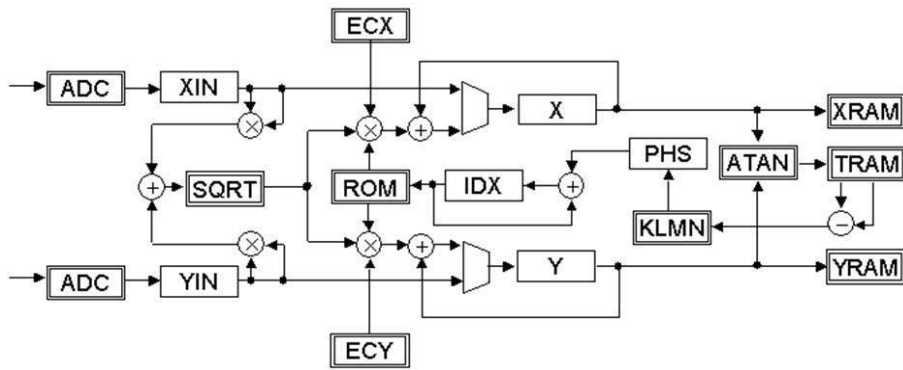 ECX
ADC XIN X XRAM
× ×
× + PHS ATAN TRAM
+ SQRT ROM IDX + KLMN −
× × +
ADC YIN Y YRAM
ECY